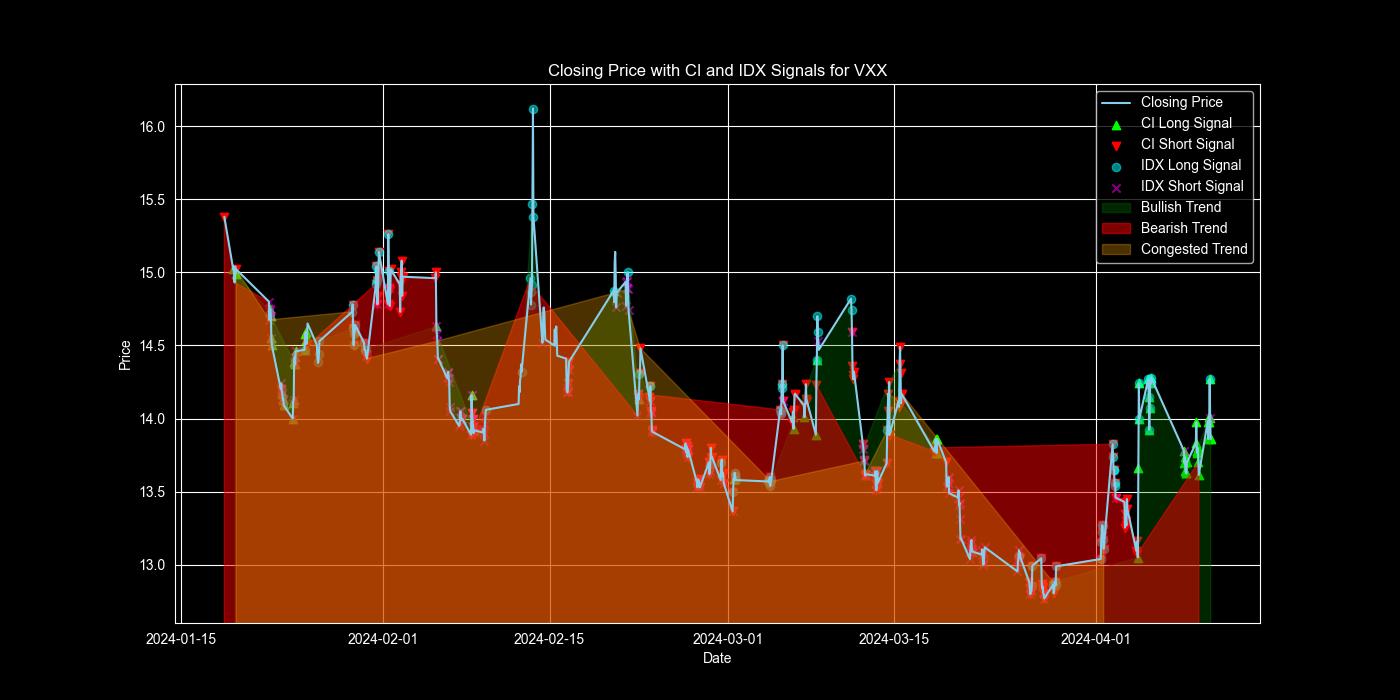 Closing Price with CI and IDX Signals for VXX
Closing Price
CI Long Signal
CI Short Signal
IDX Long Signal
IDX Short Signal
Bullish Trend
Bearish Trend
Congested Trend
Price
16.0
15.5
15.0
14.5
14.0
13.5
13.0
2024-01-15
2024-02-01
2024-02-15
2024-03-01
2024-03-15
2024-04-01
Date